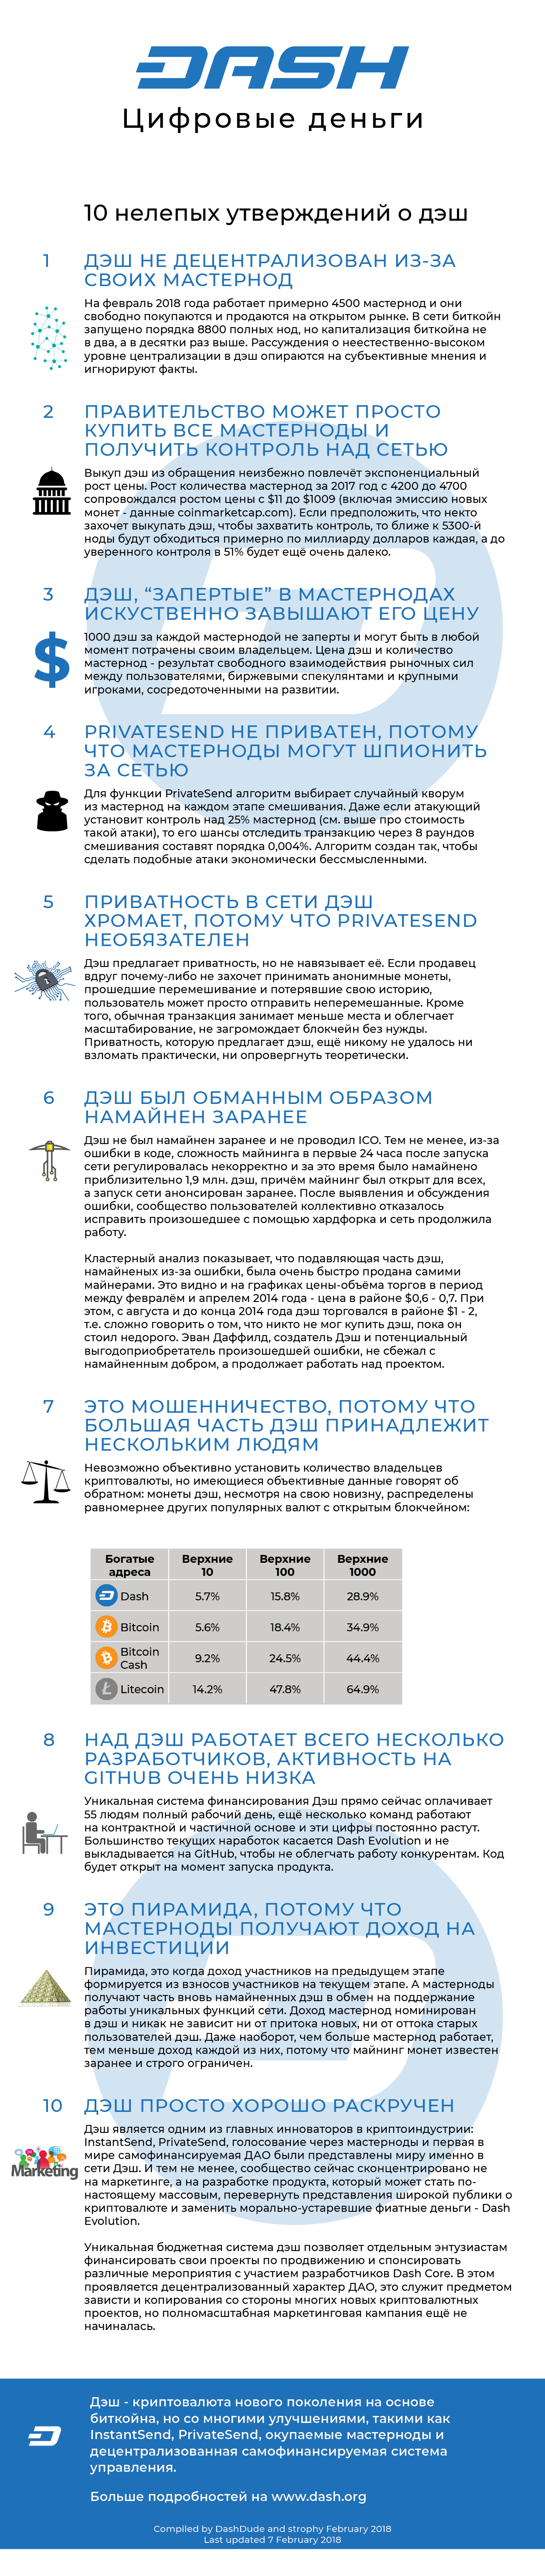 DASH
Цифровые деньги
10 нелепых утверждений о дэш
1
ДЭШ НЕ ДЕЦЕНТРАЛИЗОВАН ИЗ-ЗА
СВОИХ МАСТЕРНОД
На февраль 2018 года работает примерно 4500 мастернод и они
свободно покупаются и продаются на открытом рынке. В сети биткойн
запущено порядка 8800 полных нод, но капитализация биткойна не
в два, а в десятки раз выше. Рассуждения о неестественно-высоком
уровне централизации в дэш опираются на субъективные мнения и
игнорируют факты.
2
ПРАВИТЕЛЬСТВО МОЖЕТ ПРОСТО
КУПИТЬ ВСЕ МАСТЕРНОДЫ И
ПОЛУЧИТЬ КОНТРОЛЬ НАД СЕТЬЮ
Выкуп дэш из обращения неизбежно повлечёт экспоненциальный
рост цены. Рост количества мастернод за 2017 год с 4200 до 4700
сопровождался ростом цены с $11 до $1009 (включая эмиссию новых
монет - данные coinmarketcap.com). Если предположить, что некто
захочет выкупать дэш, чтобы захватить контроль, то ближе к 5300-й
ноды будут обходиться примерно по миллиарду долларов каждая, а до
уверенного контроля в 51% будет ещё очень далеко.
3
ДЭШ, “ЗАПЕРТЫЕ” В МАСТЕРНОДАХ
ИСКУСТВЕННО ЗАВЫШАЮТ ЕГО ЦЕНУ
1000 дэш за каждой мастернодой не заперты и могут быть в любой
момент потрачены своим владельцем. Цена дэш и количество
мастернод - результат свободного взаимодействия рыночных сил
между пользователями, биржевыми спекулянтами и крупными
игроками, сосредоточенными на развитии.
4
PRIVATESEND НЕ ПРИВАТЕН, ПОТОМУ
ЧТО МАСТЕРНОДЫ МОГУТ ШПИОНИТЬ
ЗА СЕТЬЮ
Для функции PrivateSend алгоритм выбирает случайный кворум
из мастернод на каждом этапе смешивания. Даже если атакующий
установит контроль над 25% мастернод (см. выше про стоимость
такой атаки), то его шансы отследить транзакцию через 8 раундов
смешивания составят порядка 0,004%. Алгоритм создан так, чтобы
сделать подобные атаки экономически бессмысленными.
5
ПРИВАТНОСТЬ В СЕТИ ДЭШ
ХРОМАЕТ, ПОТОМУ ЧТО PRIVATESEND
НЕОБЯЗАТЕЛЕН
Дэш предлагает приватность, но не навязывает её. Если продавец
вдруг почему-либо не захочет принимать анонимные монеты,
прошедшие перемешивание и потерявшие свою историю,
пользователь может просто отправить неперемешанные. Кроме
того, обычная транзакция занимает меньше места и облегчает
масштабирование, не загромождает блокчейн без нужды.
Приватность, которую предлагает дэш, ещё никому не удалось ни
взломать практически, ни опровергнуть теоретически.
6
ДЭШ БЫЛ ОБМАННЫМ ОБРАЗОМ
НАМАЙНЕН ЗАРАНЕЕ
Дэш не был намайнен заранее и не проводил ICO. Тем не менее, из-за
ошибки в коде, сложность майнинга в первые 24 часа после запуска
сети регулировалась некорректно и за это время было намайнено
приблизительно 1,9 млн. дэш, причём майнинг был открыт для всех,
а запуск сети анонсирован заранее. После выявления и обсуждения
ошибки, сообщество пользователей коллективно отказалось
исправить произошедшее с помощью хардфорка и сеть продолжила
работу.
Кластерный анализ показывает, что подавляющая часть дэш,
намайненых из-за ошибки, была очень быстро продана самими
майнерами. Это видно и на графиках цены-объёма торгов в период
между февралём и апрелем 2014 года - цена в районе $0,6 - 0,7. При
этом, с августа и до конца 2014 года дэш торговался в районе $1 - 2,
т.е. сложно говорить о том, что никто не мог купить дэш, пока он
стоил недорого. Эван Даффилд, создатель Дэш и потенциальный
выгодоприобретатель произошедшей ошибки, не сбежал с
намайненным добром, а продолжает работать над проектом.
7
ЭТО МОШЕННИЧЕСТВО, ПОТОМУ ЧТО
БОЛЬШАЯ ЧАСТЬ ДЭШ ПРИНАДЛЕЖИТ
НЕСКОЛЬКИМ ЛЮДЯМ
Невозможно объективно установить количество владельцев
криптовалюты, но имеющиеся объективные данные говорят об
обратном: монеты дэш, несмотря на свою новизну, распределены
равномернее других популярных валют с открытым блокчейном:
Богатые адреса Верхние 10 Верхние 100 Верхние 1000
Dash 5.7% 15.8% 28.9%
Bitcoin 5.6% 18.4% 34.9%
Bitcoin Cash 9.2% 24.5% 44.4%
Litecoin 14.2% 47.8% 64.9%
8
НАД ДЭШ РАБОТАЕТ ВСЕГО НЕСКОЛЬКО
РАЗРАБОТЧИКОВ, АКТИВНОСТЬ НА
GITHUB ОЧЕНЬ НИЗКА
Уникальная система финансирования Дэш прямо сейчас оплачивает
55 людям полный рабочий день, ещё несколько команд работают
на контрактной и частичной основе и эти цифры постоянно растут.
Большинство текущих наработок касается Dash Evolution и не
выкладывается на GitHub, чтобы не облегчать работу конкурентам. Код
будет открыт на момент запуска продукта.
9
ЭТО ПИРАМИДА, ПОТОМУ ЧТО
МАСТЕРНОДЫ ПОЛУЧАЮТ ДОХОД НА
ИНВЕСТИЦИИ
Пирамида, это когда доход участников на предыдущем этапе
формируется из взносов участников на текущем этапе. А мастерноды
получают часть вновь намайненных дэш в обмен на поддержание
работы уникальных функций сети. Доход мастернод номинирован
в дэш и никак не зависит ни от притока новых, ни от оттока старых
пользователей дэш. Даже наоборот, чем больше мастернод работает,
тем меньше доход каждой из них, потому что майнинг монет известен
заранее и строго ограничен.
10
ДЭШ ПРОСТО ХОРОШО РАСКРУЧЕН
Marketing
Дэш является одним из главных инноваторов в криптоиндустрии:
InstantSend, PrivateSend, голосование через мастерноды и первая в
мире самофинансируемая ДАО были представлены миру именно в
сети Дэш. И тем не менее, сообщество сейчас сконцентрировано не
на маркетинге, а на разработке продукта, который может стать по-
настоящему массовым, перевернуть представления широкой публики о
криптовалюте и заменить морально-устаревшие фиатные деньги - Dash
Evolution.
Уникальная бюджетная система дэш позволяет отдельным энтузиастам
финансировать свои проекты по продвижению и спонсировать
различные мероприятия с участием разработчиков Dash Core. В этом
проявляется децентрализованный характер ДАО, это служит предметом
зависти и копирования со стороны многих новых криптовалютных
проектов, но полномасштабная маркетинговая кампания ещё не
начиналась.
Дэш - криптовалюта нового поколения на основе
биткойна, но со многими улучшениями, такими как
InstantSend, PrivateSend, окупаемые мастерноды и
децентрализованная самофинансируемая система
управления.
Больше подробностей на www.dash.org
Compiled by DashDude and strophy February 2018
Last updated 7 February 2018